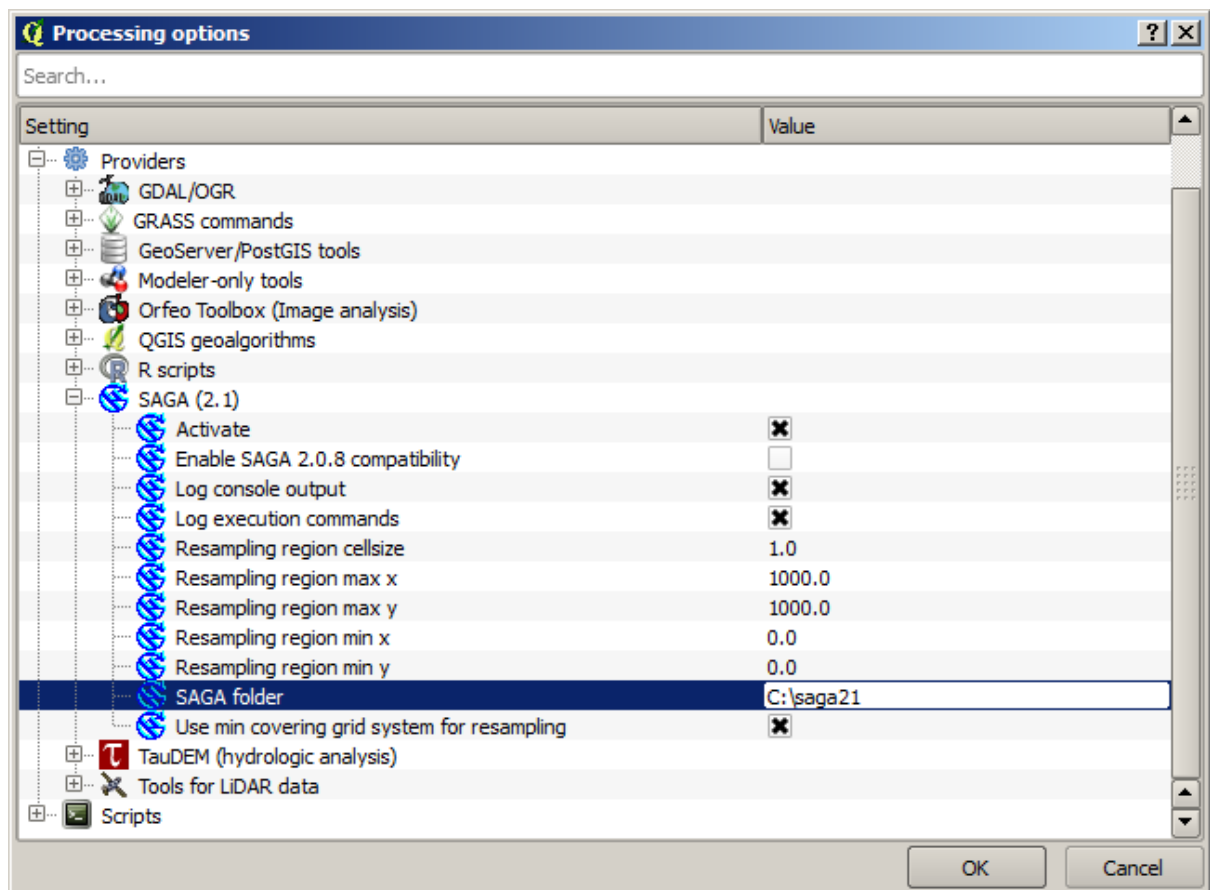 Processing options
Search...
Setting Value
Providers
GDAL/OGR
GRASS commands
GeoServer/PostGIS tools
Modeler-only tools
Orfeo Toolbox (Image analysis)
QGIS geoalgorithms
R scripts
SAGA (2.1)
Activate
Enable SAGA 2.0.8 compatibility
Log console output
Log execution commands
Resampling region cellsize 1.0
Resampling region max x 1000.0
Resampling region max y 1000.0
Resampling region min x 0.0
Resampling region min y 0.0
SAGA folder C:\saga21
Use min covering grid system for resampling
TauDEM (hydrologic analysis)
Tools for LiDAR data
Scripts
OK Cancel